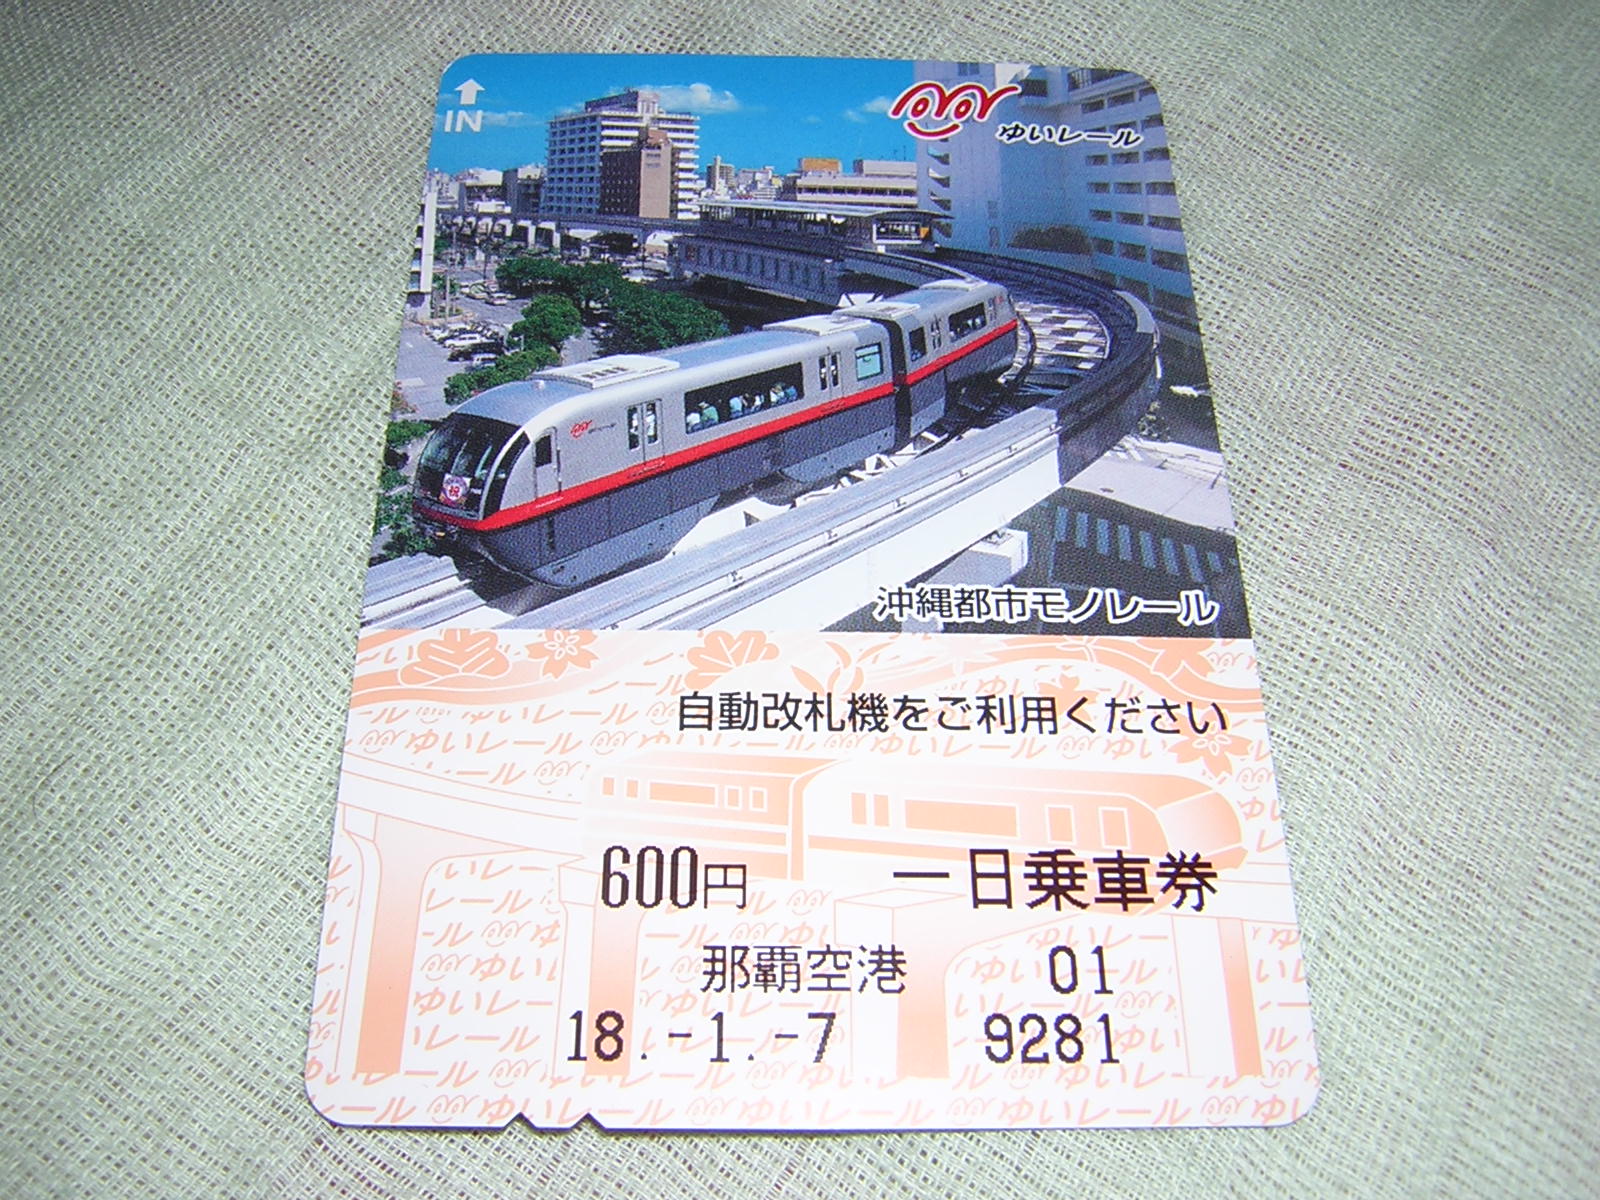 IN
ゆいレール
祝
沖縄都市モノレール
自動改札機をご利用ください
600円 一日乗車券
那覇空港 01
18.-1.-7 9281